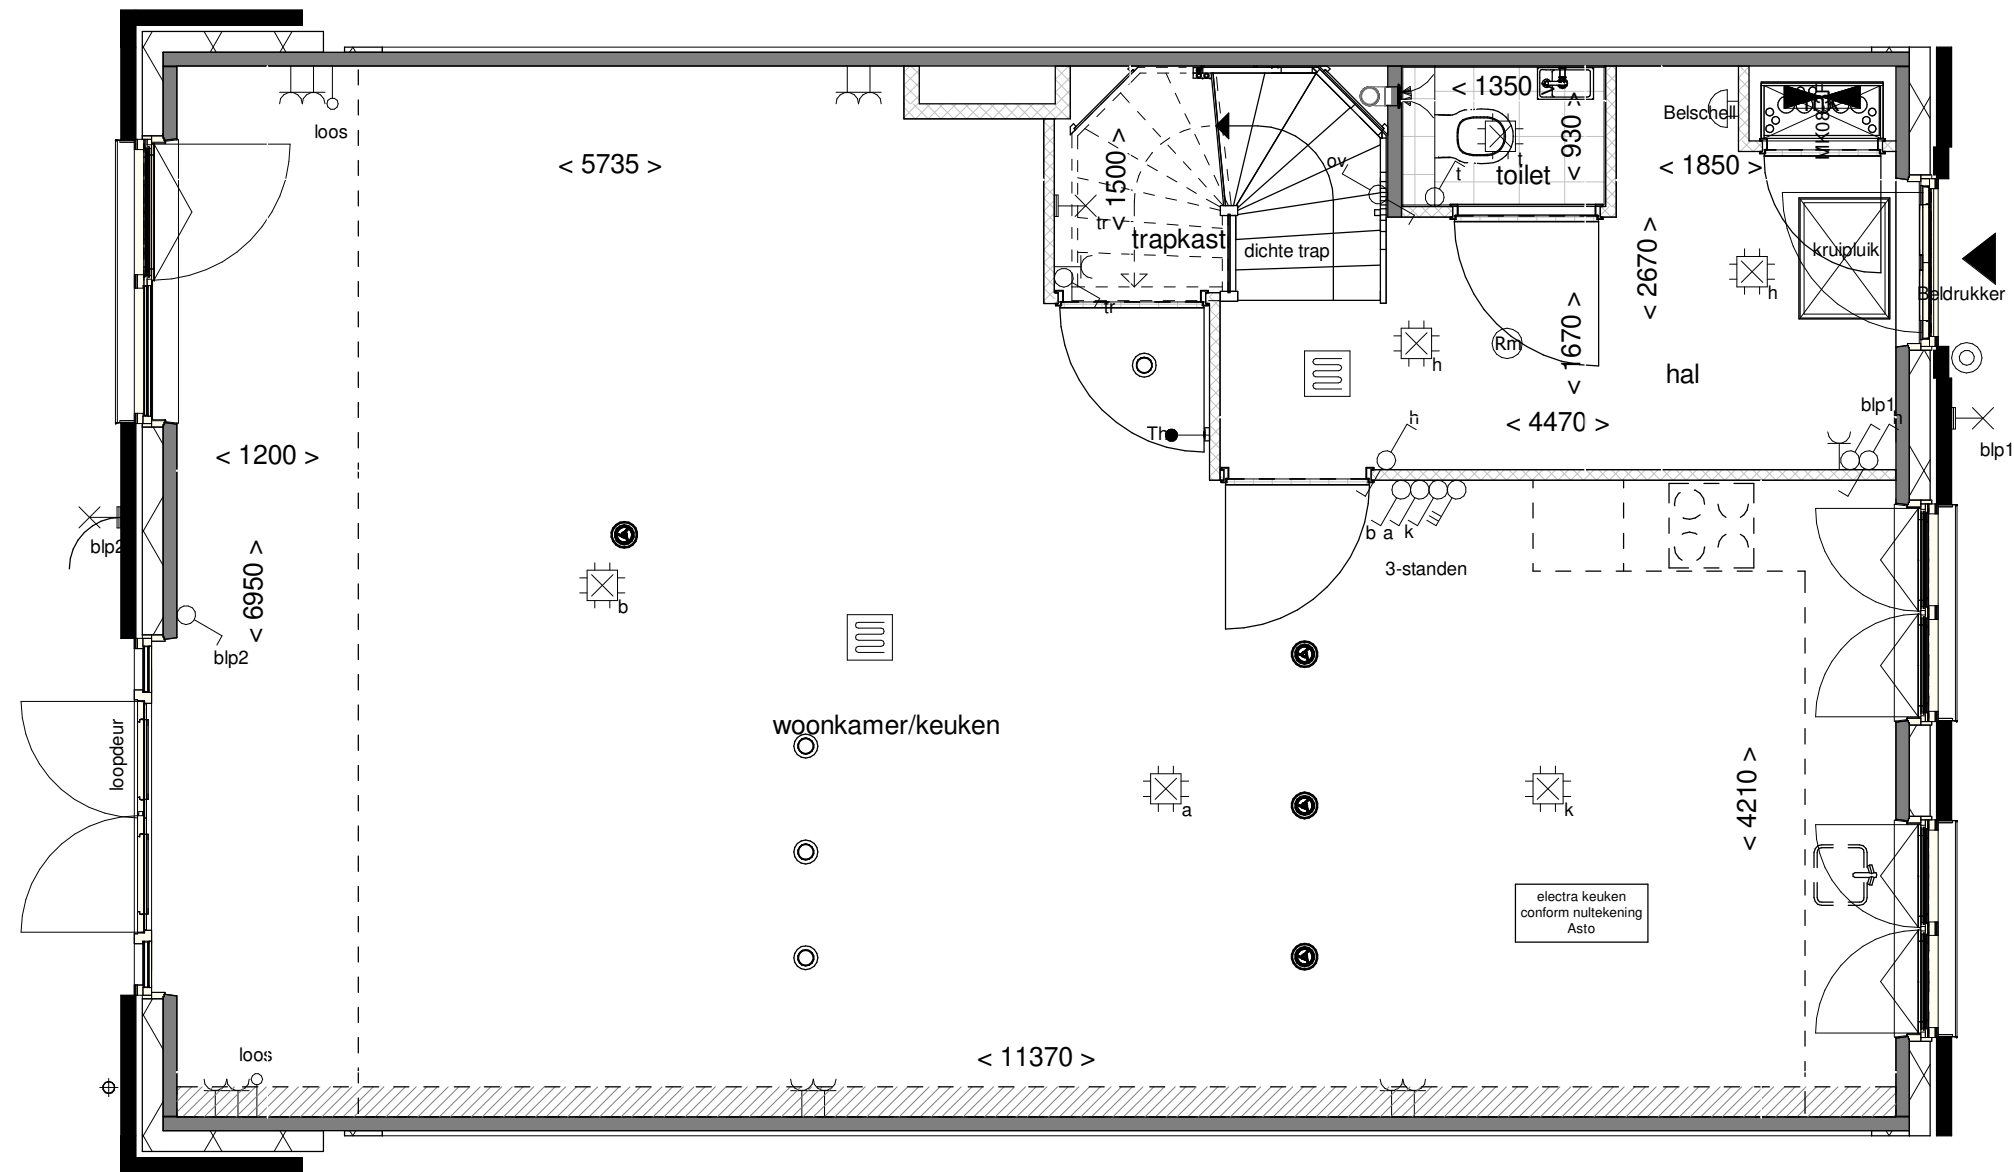 loos
< 5735 >
< 1500 >
tr
trapkast
tr
dichte trap
ov
< 1350 >
< 930 >
t
t
toilet
Belschell
< 1850 >
kruipluik
Beldrukker
< 2670 >
h
< 1670 >
Rm
h
hal
Th
< 4470 >
h
blp1
h
blp1
< 1200 >
blp2
< 6950 >
blp2
b
b a k
3-standen
woonkamer/keuken
loopdeur
a
k
< 4210 >
electra keuken
conform nultekening
Asto
loos
< 11370 >